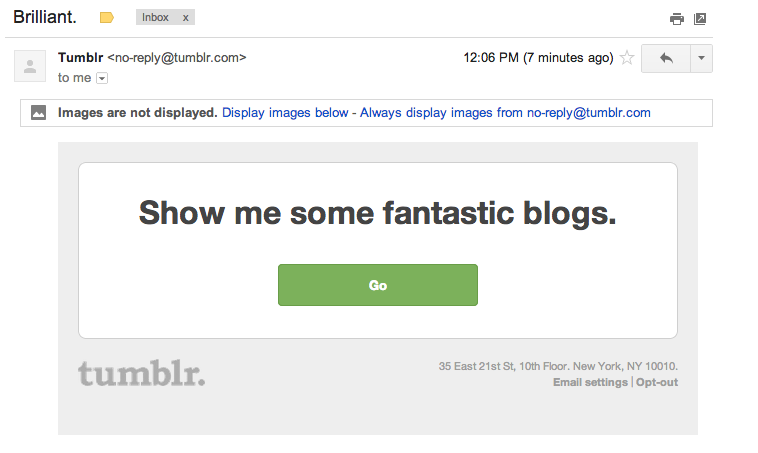 Brilliant.
Inbox x
Tumblr <no-reply@tumblr.com>
12:06 PM (7 minutes ago)
to me
Images are not displayed. Display images below - Always display images from no-reply@tumblr.com
Show me some fantastic blogs.
Go
tumblr.
35 East 21st St, 10th Floor. New York, NY 10010.
Email settings | Opt-out